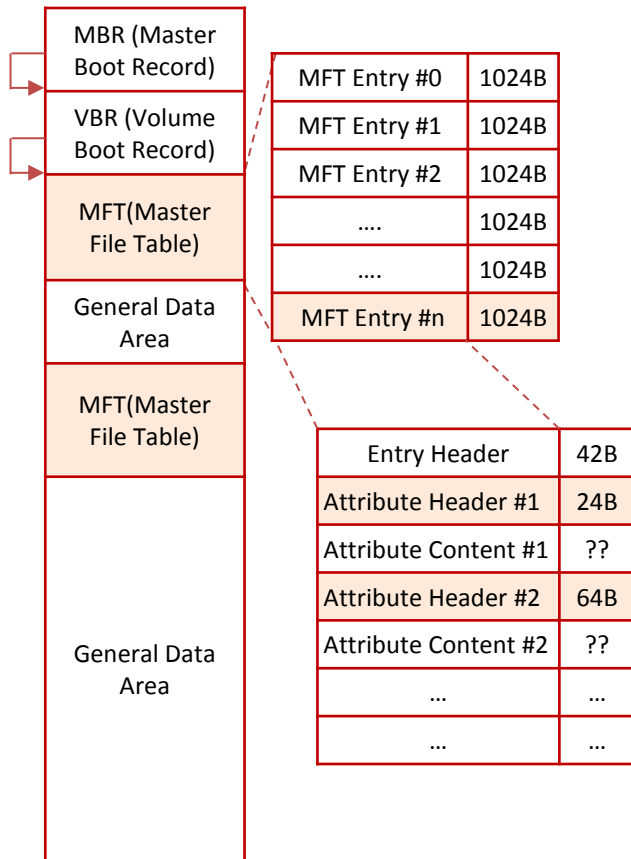 MBR (Master
Boot Record)
VBR (Volume
Boot Record)
MFT(Master
File Table)
General Data
Area
MFT(Master
File Table)
General Data
Area
MFT Entry #0 1024B
MFT Entry #1 1024B
MFT Entry #2 1024B
.... 1024B
.... 1024B
MFT Entry #n 1024B
Entry Header 42B
Attribute Header #1 24B
Attribute Content #1 ??
Attribute Header #2 64B
Attribute Content #2 ??
... ...
... ...